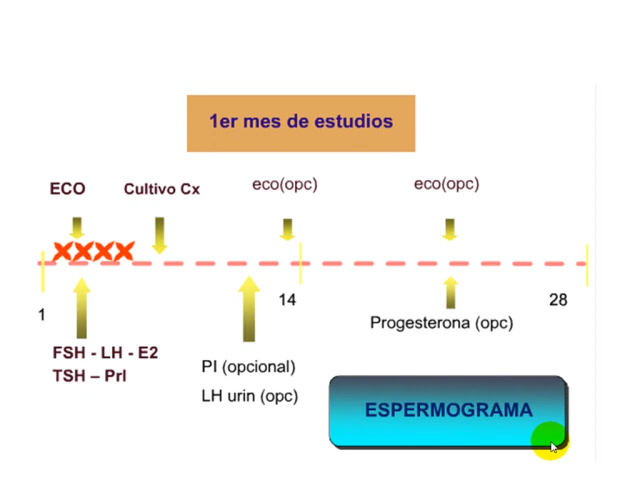 1er mes de estudios
ECO
Cultivo Cx
eco(opc)
eco(opc)
1
14
28
FSH - LH - E2
TSH – Prl
PI (opcional)
LH urin (opc)
Progesterona (opc)
ESPERMOGRAMA